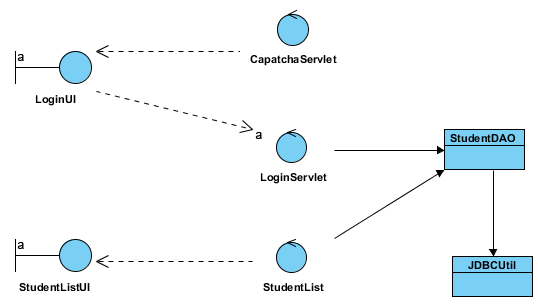 CapatchaServlet
a
LoginUI
a
LoginServlet
StudentDAO
a
StudentListUI
StudentList
JDBCUtil